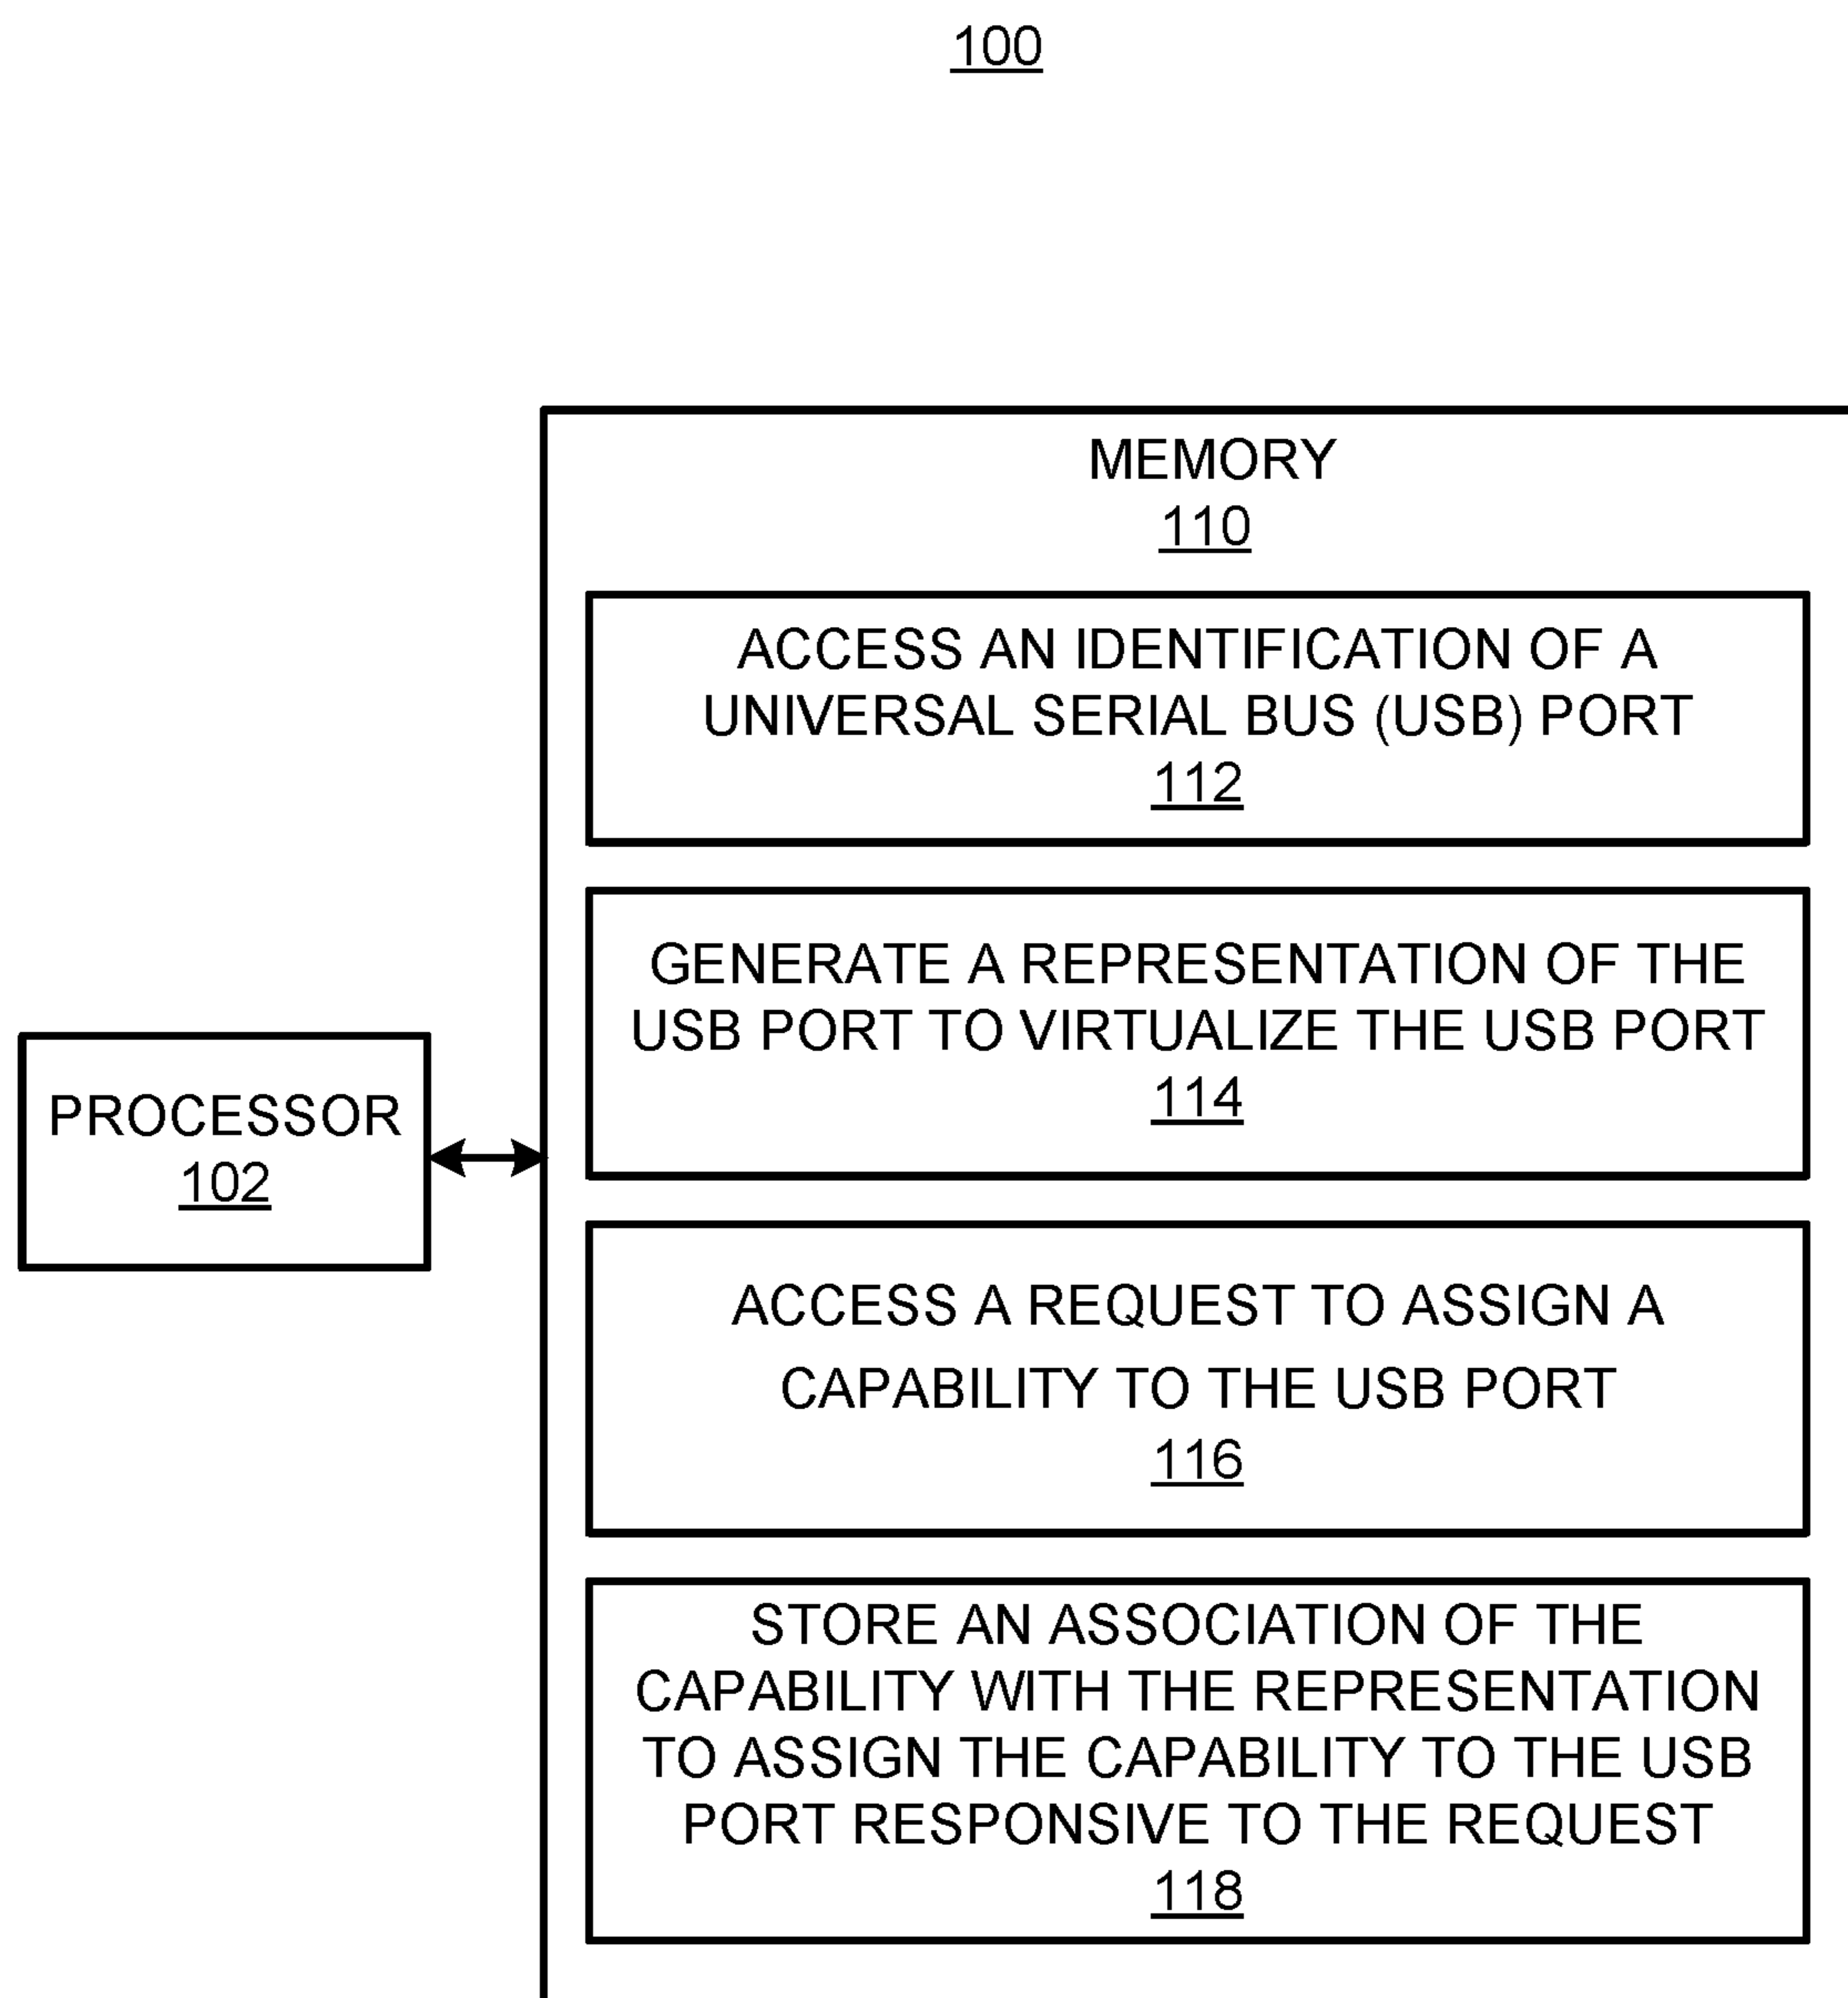 100
MEMORY
110
ACCESS AN IDENTIFICATION OF A
UNIVERSAL SERIAL BUS (USB) PORT
112
GENERATE A REPRESENTATION OF THE
USB PORT TO VIRTUALIZE THE USB PORT
114
PROCESSOR
102
ACCESS A REQUEST TO ASSIGN A
CAPABILITY TO THE USB PORT
116
STORE AN ASSOCIATION OF THE
CAPABILITY WITH THE REPRESENTATION
TO ASSIGN THE CAPABILITY TO THE USB
PORT RESPONSIVE TO THE REQUEST
118